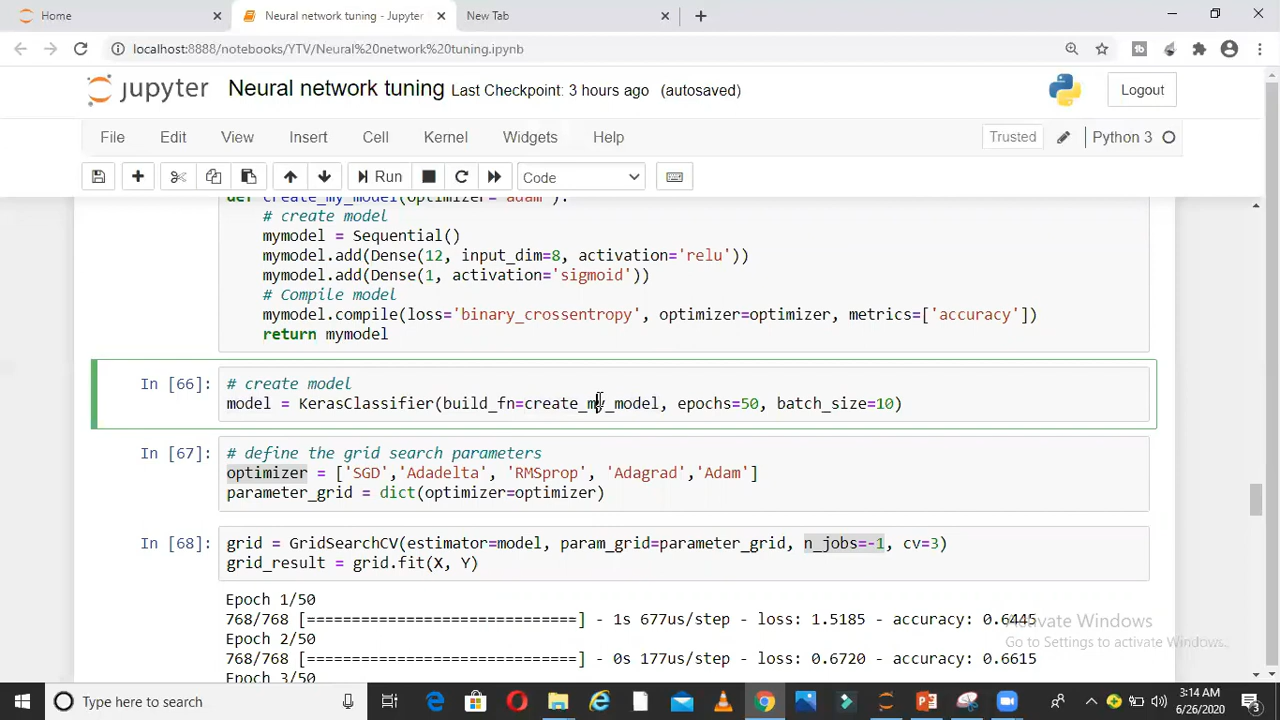 Home
Neural network tuning - Jupyter
New Tab
localhost:8888/notebooks/YTV/Neural%20network%20tuning.ipynb
jupyter Neural network tuning Last Checkpoint: 3 hours ago (autosaved)
Logout
File Edit View Insert Cell Kernel Widgets Help Trusted Python 3
Run Code
def create_my_model(optimizer='adam'):
# create model
mymodel = Sequential()
mymodel.add(Dense(12, input_dim=8, activation='relu'))
mymodel.add(Dense(1, activation='sigmoid'))
# Compile model
mymodel.compile(loss='binary_crossentropy', optimizer=optimizer, metrics=['accuracy'])
return mymodel
In [66]: # create model
model = KerasClassifier(build_fn=create_my_model, epochs=50, batch_size=10)
In [67]: # define the grid search parameters
optimizer = ['SGD','Adadelta', 'RMSprop', 'Adagrad','Adam']
parameter_grid = dict(optimizer=optimizer)
In [68]: grid = GridSearchCV(estimator=model, param_grid=parameter_grid, n_jobs=-1, cv=3)
grid_result = grid.fit(X, Y)
Epoch 1/50
768/768 [==============================] - 1s 677us/step - loss: 1.5185 - accuracy: 0.6445
Epoch 2/50
768/768 [==============================] - 0s 177us/step - loss: 0.6720 - accuracy: 0.6615
Epoch 3/50
Activate Windows
Go to Settings to activate Windows.
Type here to search
3:14 AM
6/26/2020